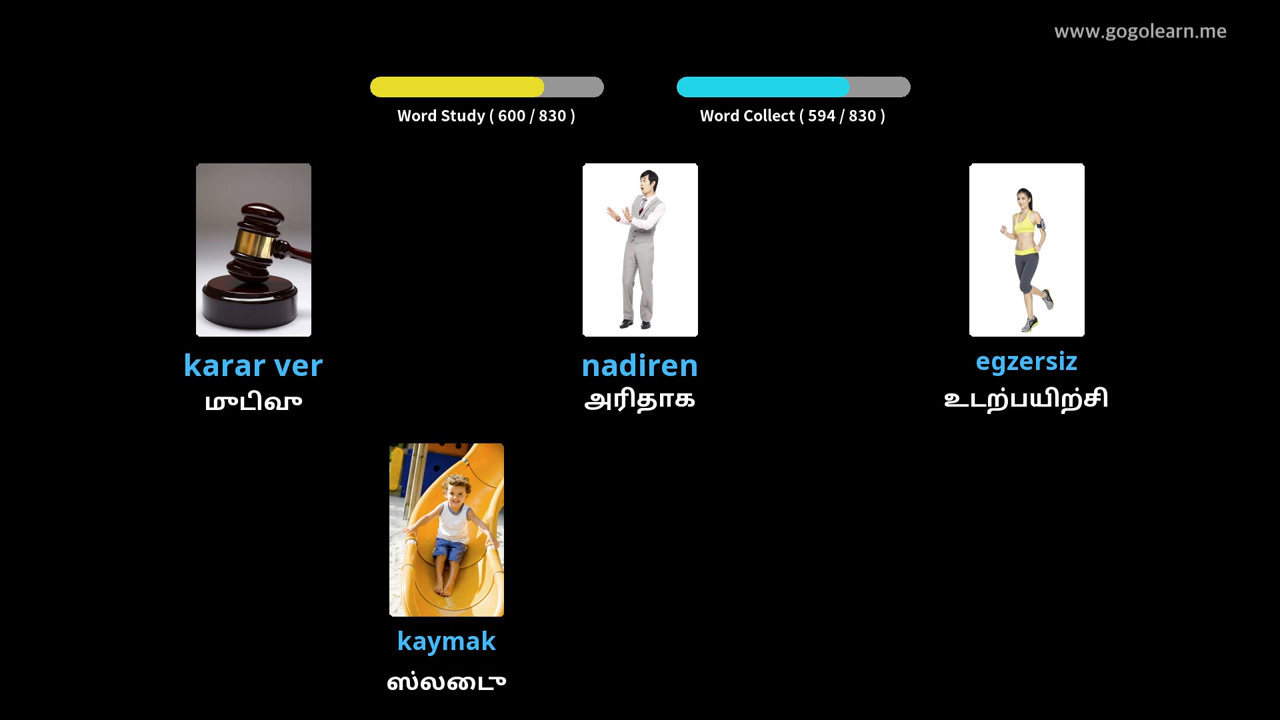 www.gogolearn.me
Word Study ( 600 / 830 )
Word Collect ( 594 / 830 )
karar ver
முடிவு
nadiren
அரிதாக
egzersiz
உடற்பயிற்சி
kaymak
ஸ்லைடு